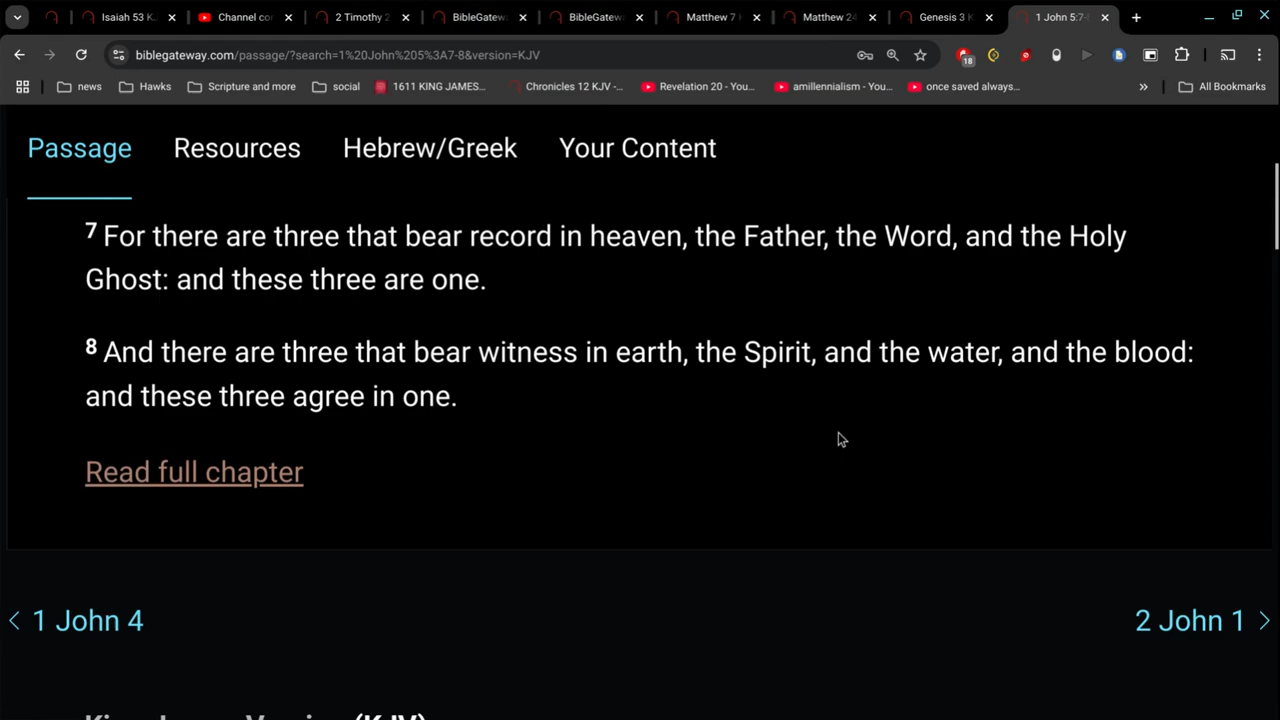 Isaiah 53 K
Channel co
2 Timothy 2
BibleGatew
BibleGatew
Matthew 7 K
Matthew 24
Genesis 3 K
1 John 5:7-
biblegateway.com/passage/?search=1%20John%205%3A7-8&version=KJV
18
news
Hawks
Scripture and more
social
1611 KING JAMES...
Chronicles 12 KJV -...
Revelation 20 - You...
amillennialism - You...
once saved always...
All Bookmarks
Passage Resources Hebrew/Greek Your Content
7 For there are three that bear record in heaven, the Father, the Word, and the Holy
Ghost: and these three are one.
8 And there are three that bear witness in earth, the Spirit, and the water, and the blood:
and these three agree in one.
Read full chapter
1 John 4
2 John 1
King James Version (KJV)